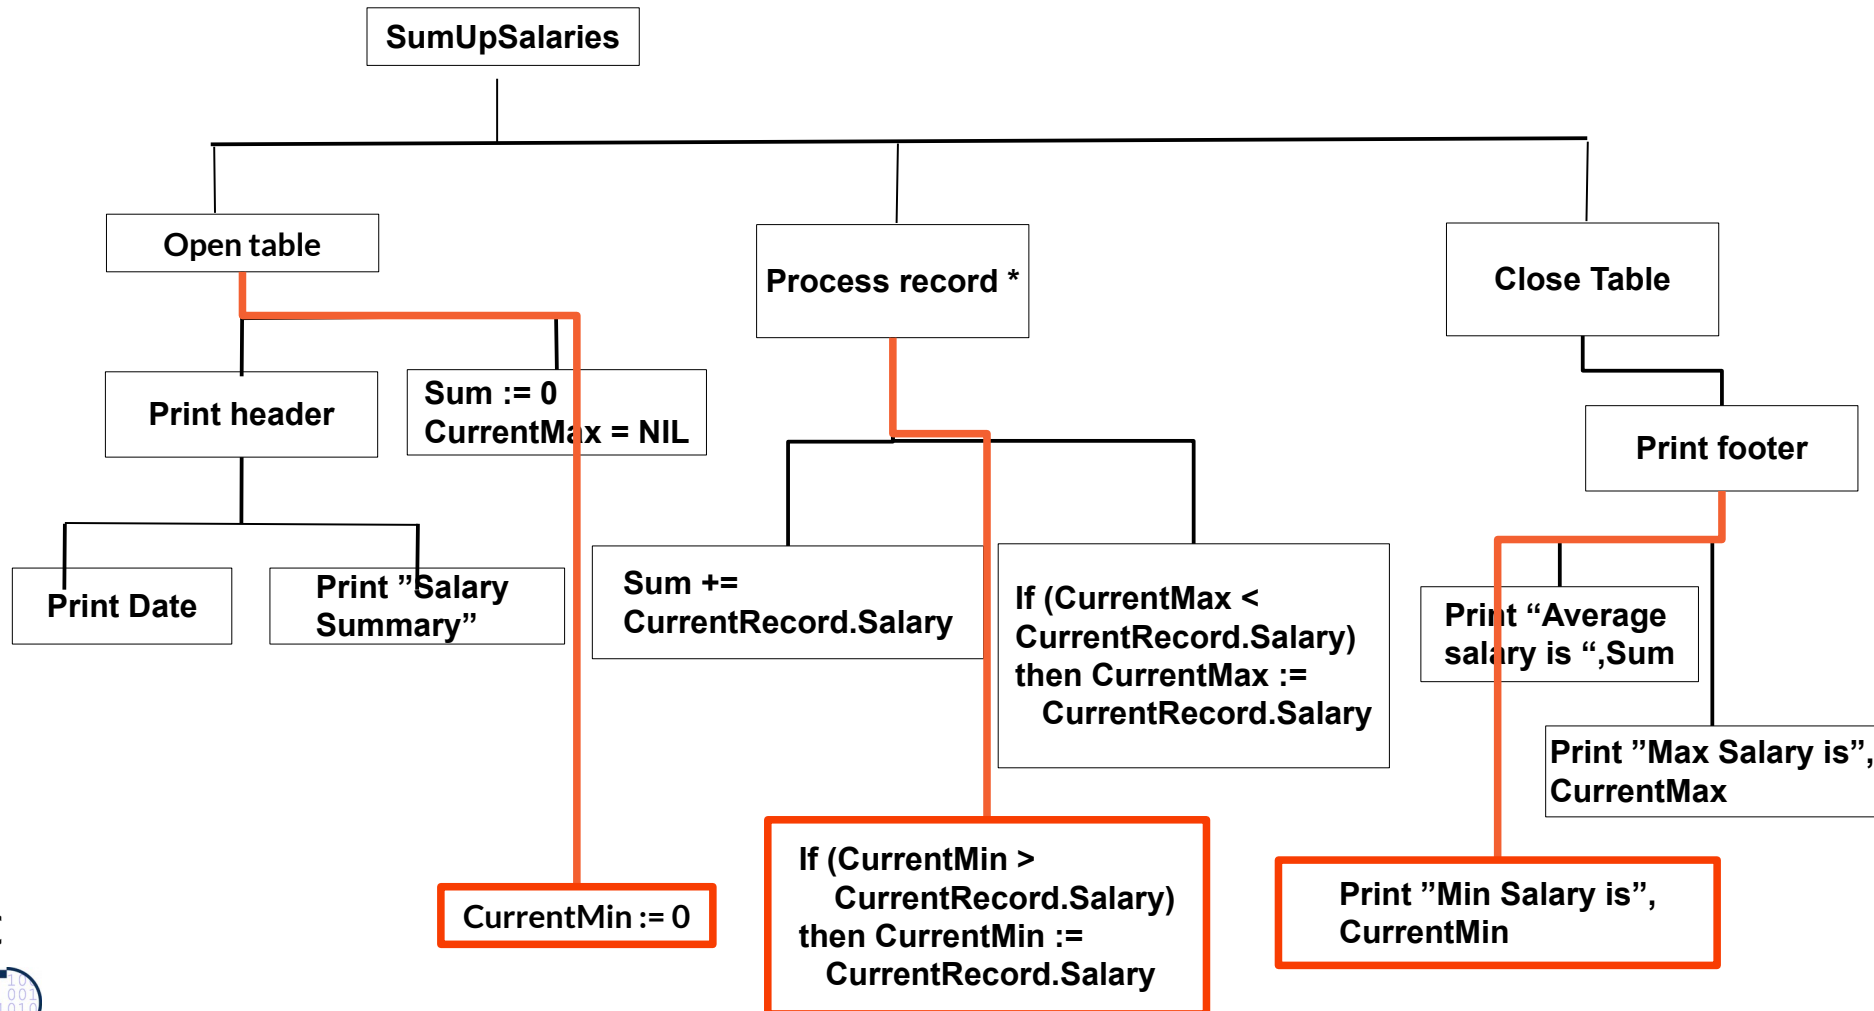 SumUpSalaries
Open table
Process record *
Close Table
Print header
Sum := 0
CurrentMax = NIL
Print footer
Print Date
Print ”Salary
Summary”
Sum +=
CurrentRecord.Salary
If (CurrentMax <
CurrentRecord.Salary)
then CurrentMax :=
CurrentRecord.Salary
Print “Average
salary is “,Sum
Print ”Max Salary is”,
CurrentMax
CurrentMin := 0
If (CurrentMin >
CurrentRecord.Salary)
then CurrentMin :=
CurrentRecord.Salary
Print ”Min Salary is”,
CurrentMin